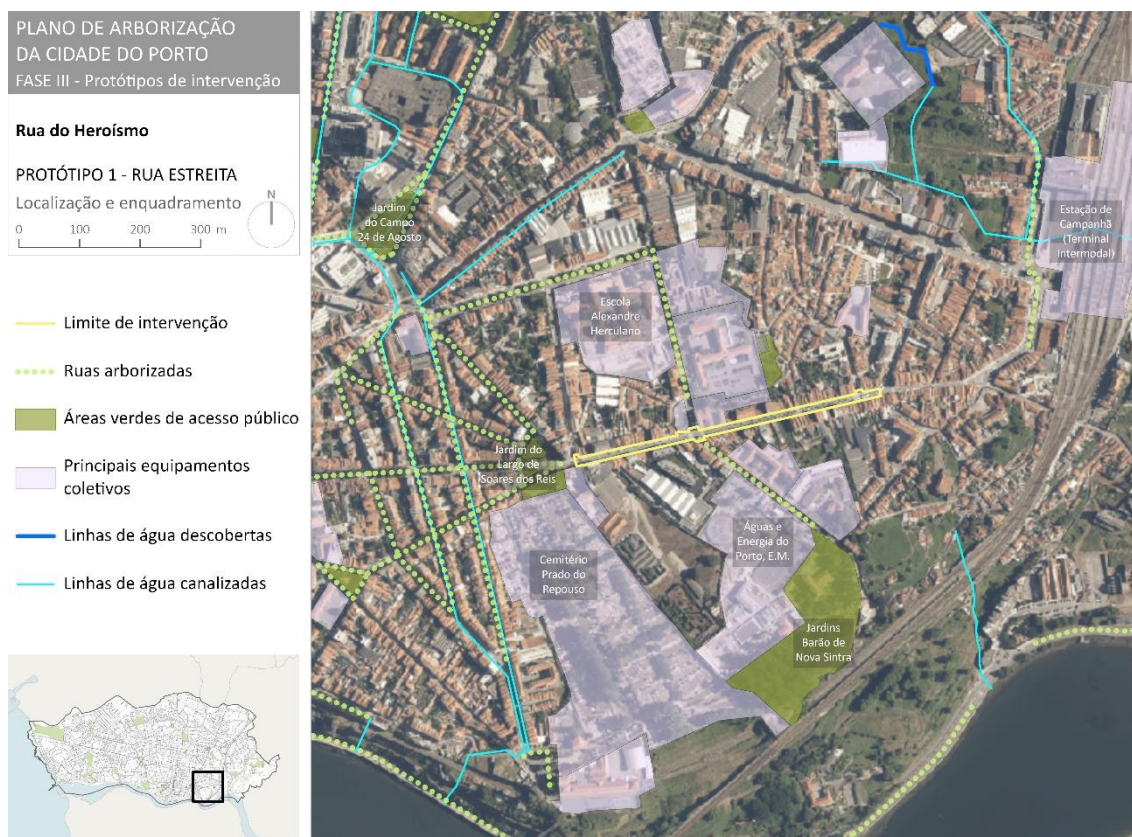 PLANO DE ARBORIZAÇÃO
DA CIDADE DO PORTO
FASE III - Protótipos de intervenção
Rua do Heroísmo
PROTÓTIPO 1 - RUA ESTREITA
Localização e enquadramento
N
0 100 200 300 m
Limite de intervenção
Ruas arborizadas
Áreas verdes de acesso público
Principais equipamentos
coletivos
Linhas de água descobertas
Linhas de água canalizadas
Jardim
do Campo
24 de Agosto
Estação de
Campanhã
(Terminal
Intermodal)
Escola
Alexandre
Herculano
Jardim do
Largo de
Soares dos Reis
Águas e
Energia do
Porto, E.M.
Cemitério
Prado do
Repouso
Jardins
Barão de
Nova Sintra